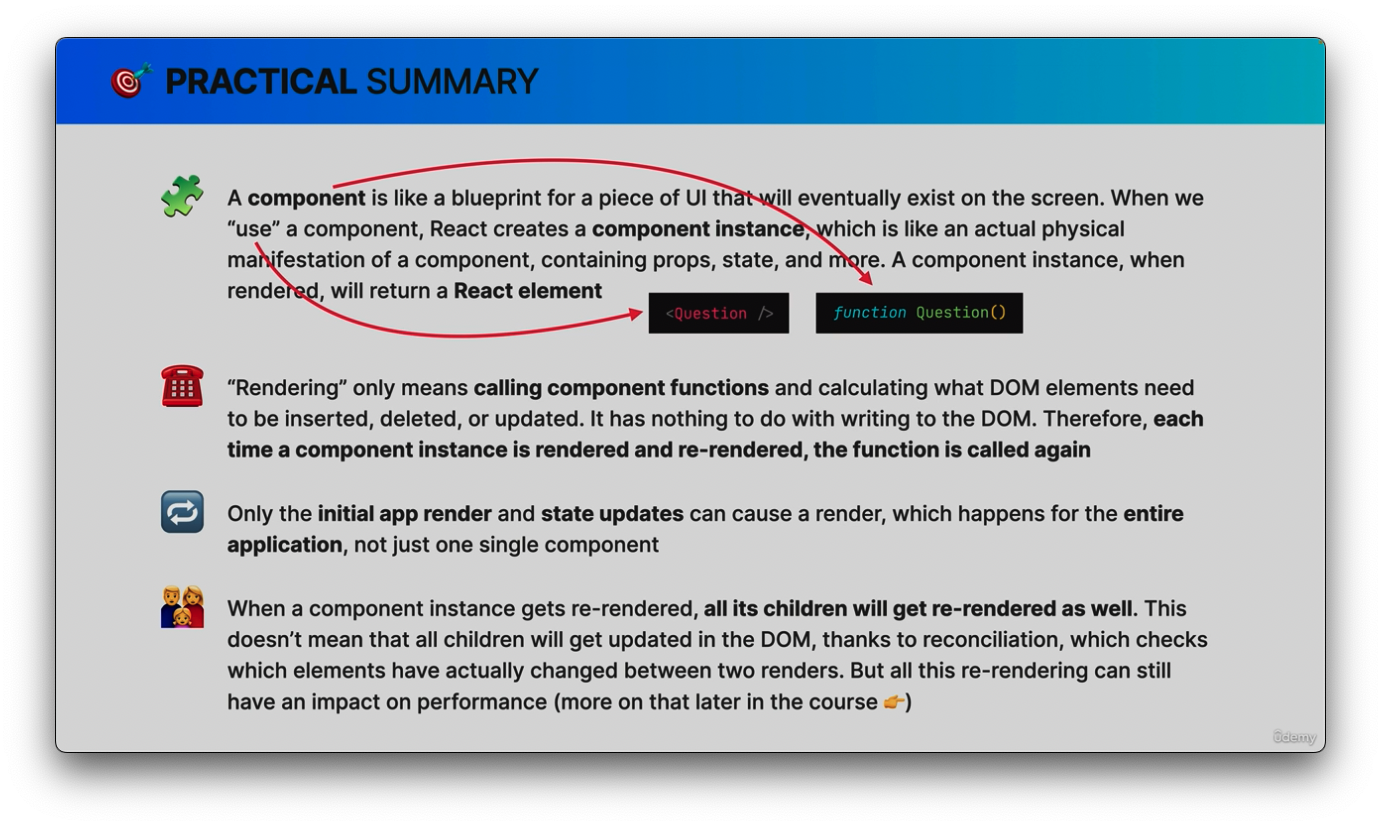 PRACTICAL SUMMARY
A component is like a blueprint for a piece of UI that will eventually exist on the screen. When we
“use” a component, React creates a component instance, which is like an actual physical
manifestation of a component, containing props, state, and more. A component instance, when
rendered, will return a React element
<Question />
function Question()
“Rendering” only means calling component functions and calculating what DOM elements need
to be inserted, deleted, or updated. It has nothing to do with writing to the DOM. Therefore, each
time a component instance is rendered and re-rendered, the function is called again
Only the initial app render and state updates can cause a render, which happens for the entire
application, not just one single component
When a component instance gets re-rendered, all its children will get re-rendered as well. This
doesn’t mean that all children will get updated in the DOM, thanks to reconciliation, which checks
which elements have actually changed between two renders. But all this re-rendering can still
have an impact on performance (more on that later in the course 👉)
ûdemy